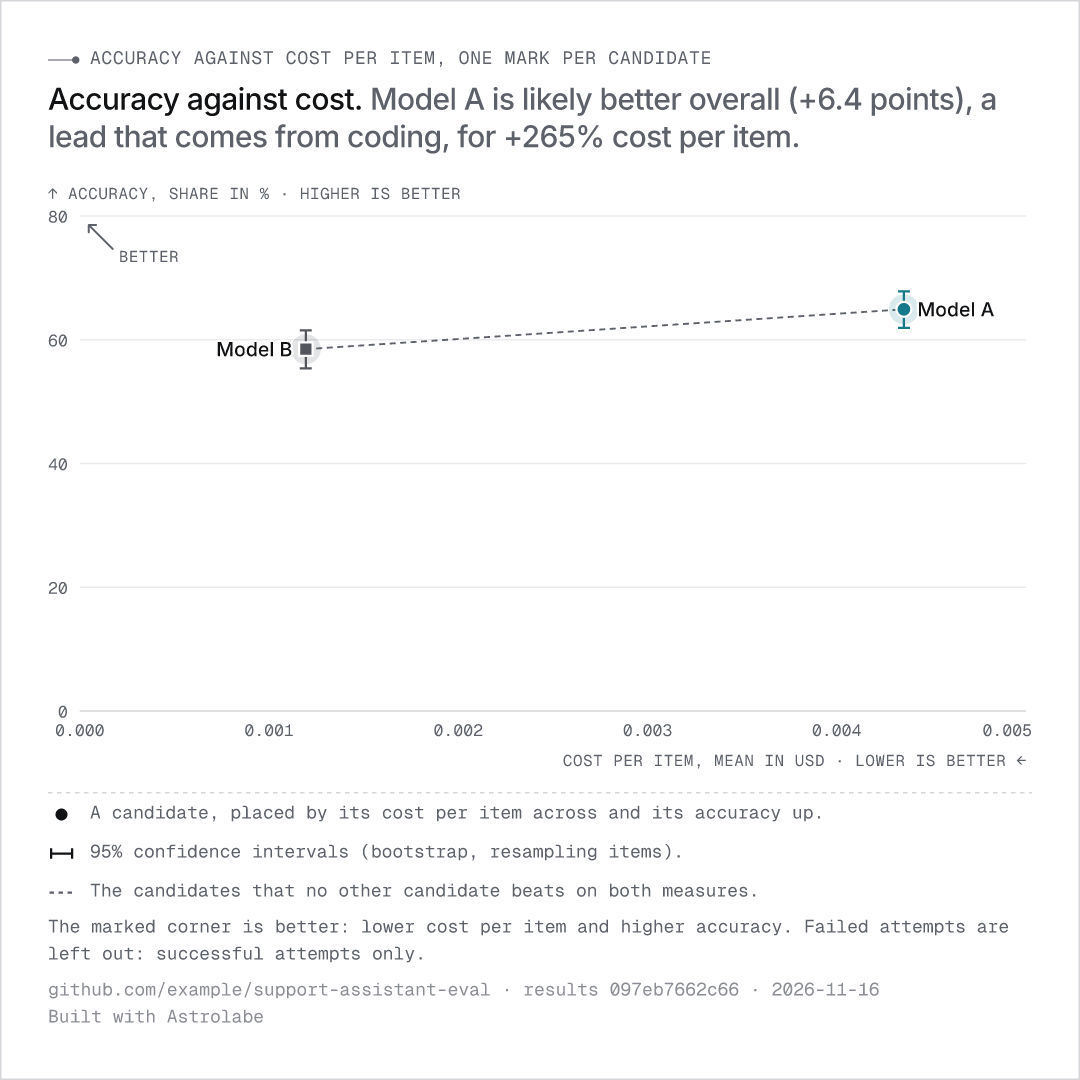 ACCURACY AGAINST COST PER ITEM, ONE MARK PER CANDIDATE
Accuracy against cost. Model A is likely better overall (+6.4 points), a
lead that comes from coding, for +265% cost per item.
↑ ACCURACY, SHARE IN % · HIGHER IS BETTER
80
BETTER
Model A
60
Model B
40
20
0
0.000 0.001 0.002 0.003 0.004 0.005
COST PER ITEM, MEAN IN USD · LOWER IS BETTER ←
A candidate, placed by its cost per item across and its accuracy up.
95% confidence intervals (bootstrap, resampling items).
The candidates that no other candidate beats on both measures.
The marked corner is better: lower cost per item and higher accuracy. Failed attempts are
left out: successful attempts only.
github.com/example/support-assistant-eval · results 097eb7662c66 · 2026-11-16
Built with Astrolabe